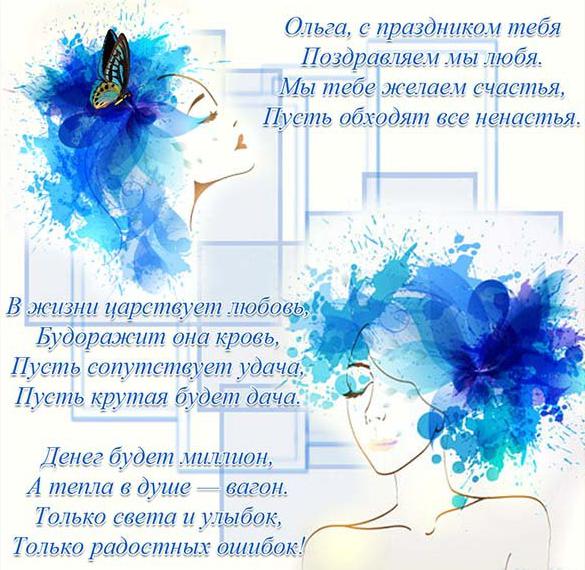 Ольга, с праздником тебя
Поздравляем мы любя.
Мы тебе желаем счастья,
Пусть обходят все ненастья.
В жизни царствует любовь,
Будоражит она кровь,
Пусть сопутствует удача,
Пусть крутая будет дача.
Денег будет миллион,
А тепла в душе — вагон.
Только света и улыбок,
Только радостных ошибок!